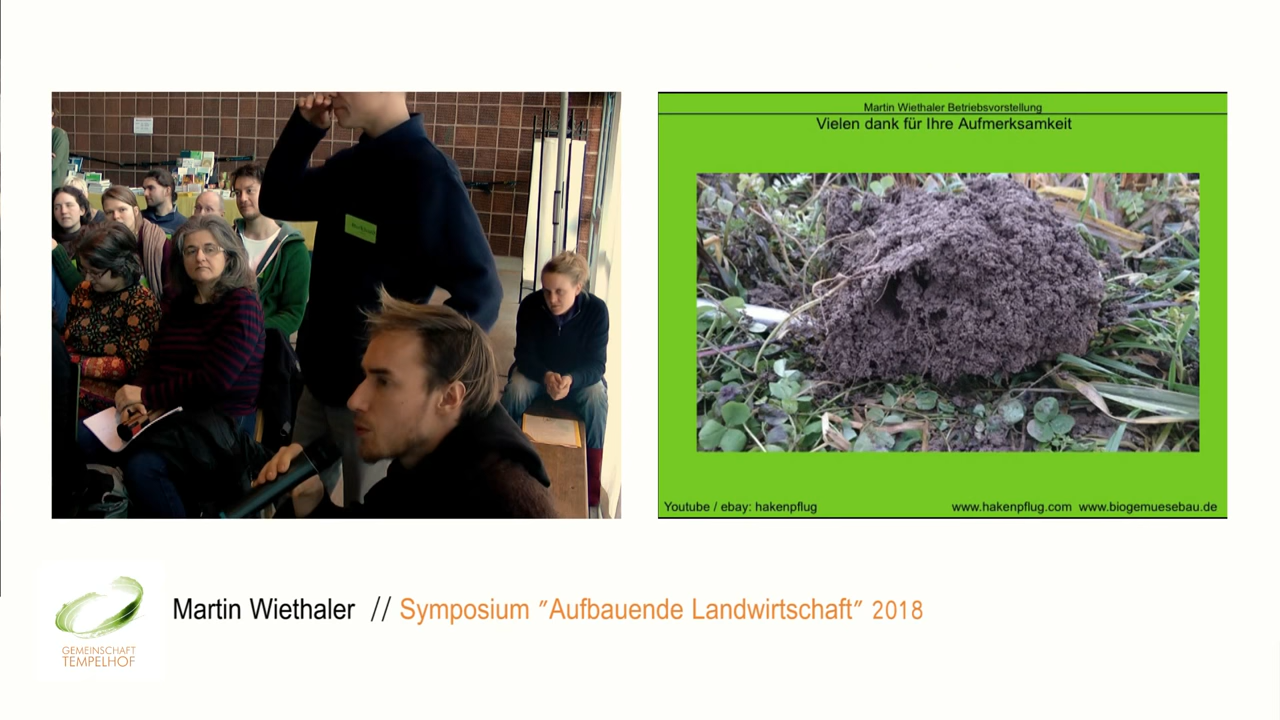 Martin Wiethaler Betriebsvorstellung
Vielen dank für Ihre Aufmerksamkeit
Youtube / ebay: hakenpflug
www.hakenpflug.com www.biogemuesebau.de
GEMEINSCHAFT
TEMPELHOF
Martin Wiethaler // Symposium "Aufbauende Landwirtschaft" 2018